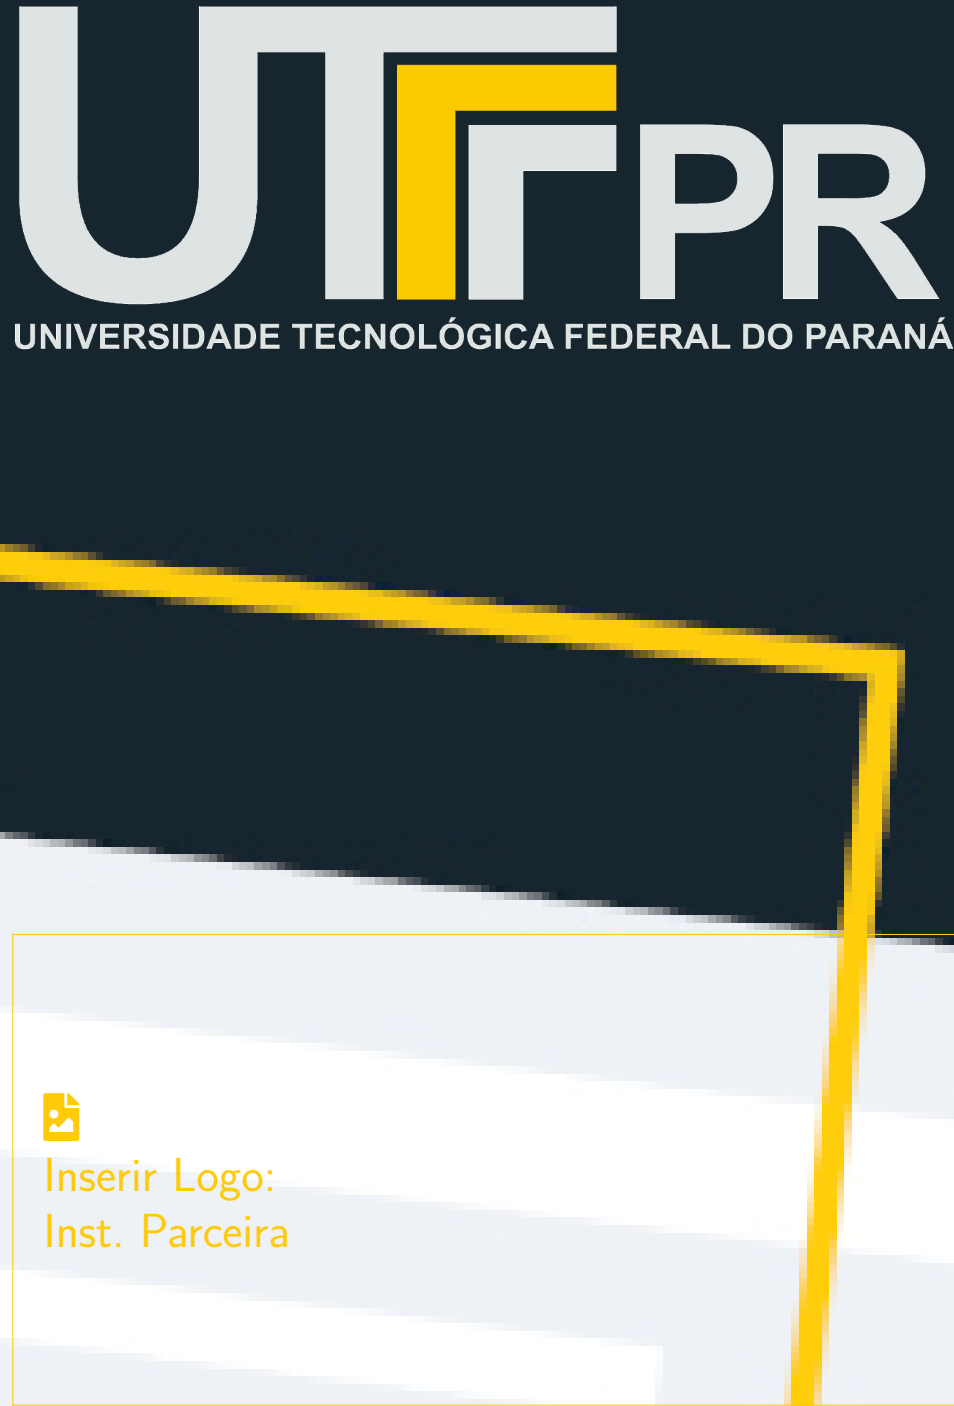 UTFPR
UNIVERSIDADE TECNOLÓGICA FEDERAL DO PARANÁ
Inserir Logo:
Inst. Parceira